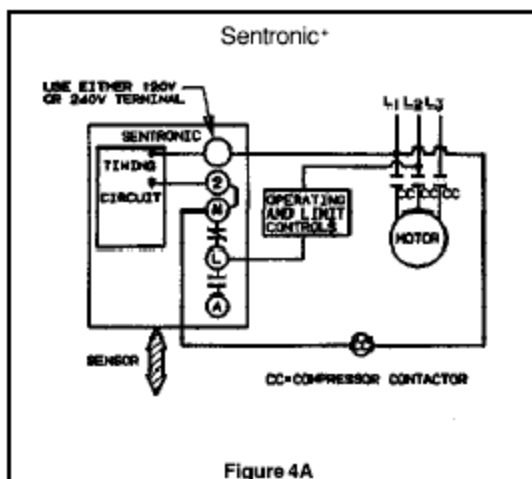 Sentronic+
USE EITHER 120V
OR 240V TERMINAL
L1 L2 L3
SENTRONIC
TIMING
CIRCUIT
2
M
OPERATING
AND LIMIT
CONTROLS
CC CC CC
MOTOR
L
A
SENSOR
CC
CC=COMPRESSOR CONTACTOR
Figure 4A